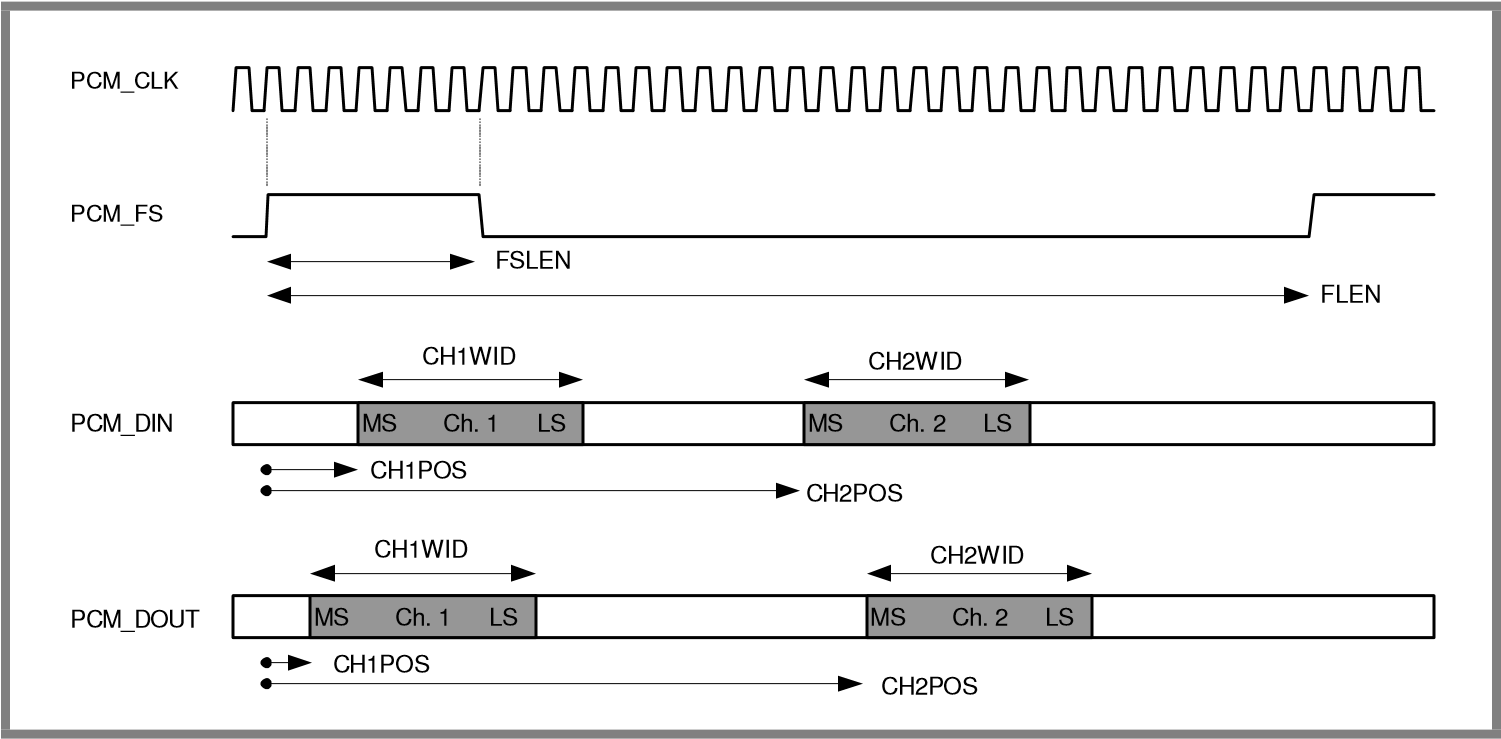 PCM_CLK
PCM_FS
FSLEN
FLEN
CH1WID
CH2WID
PCM_DIN
MS Ch. 1 LS
MS Ch. 2 LS
CH1POS
CH2POS
CH1WID
CH2WID
PCM_DOUT
MS Ch. 1 LS
MS Ch. 2 LS
CH1POS
CH2POS